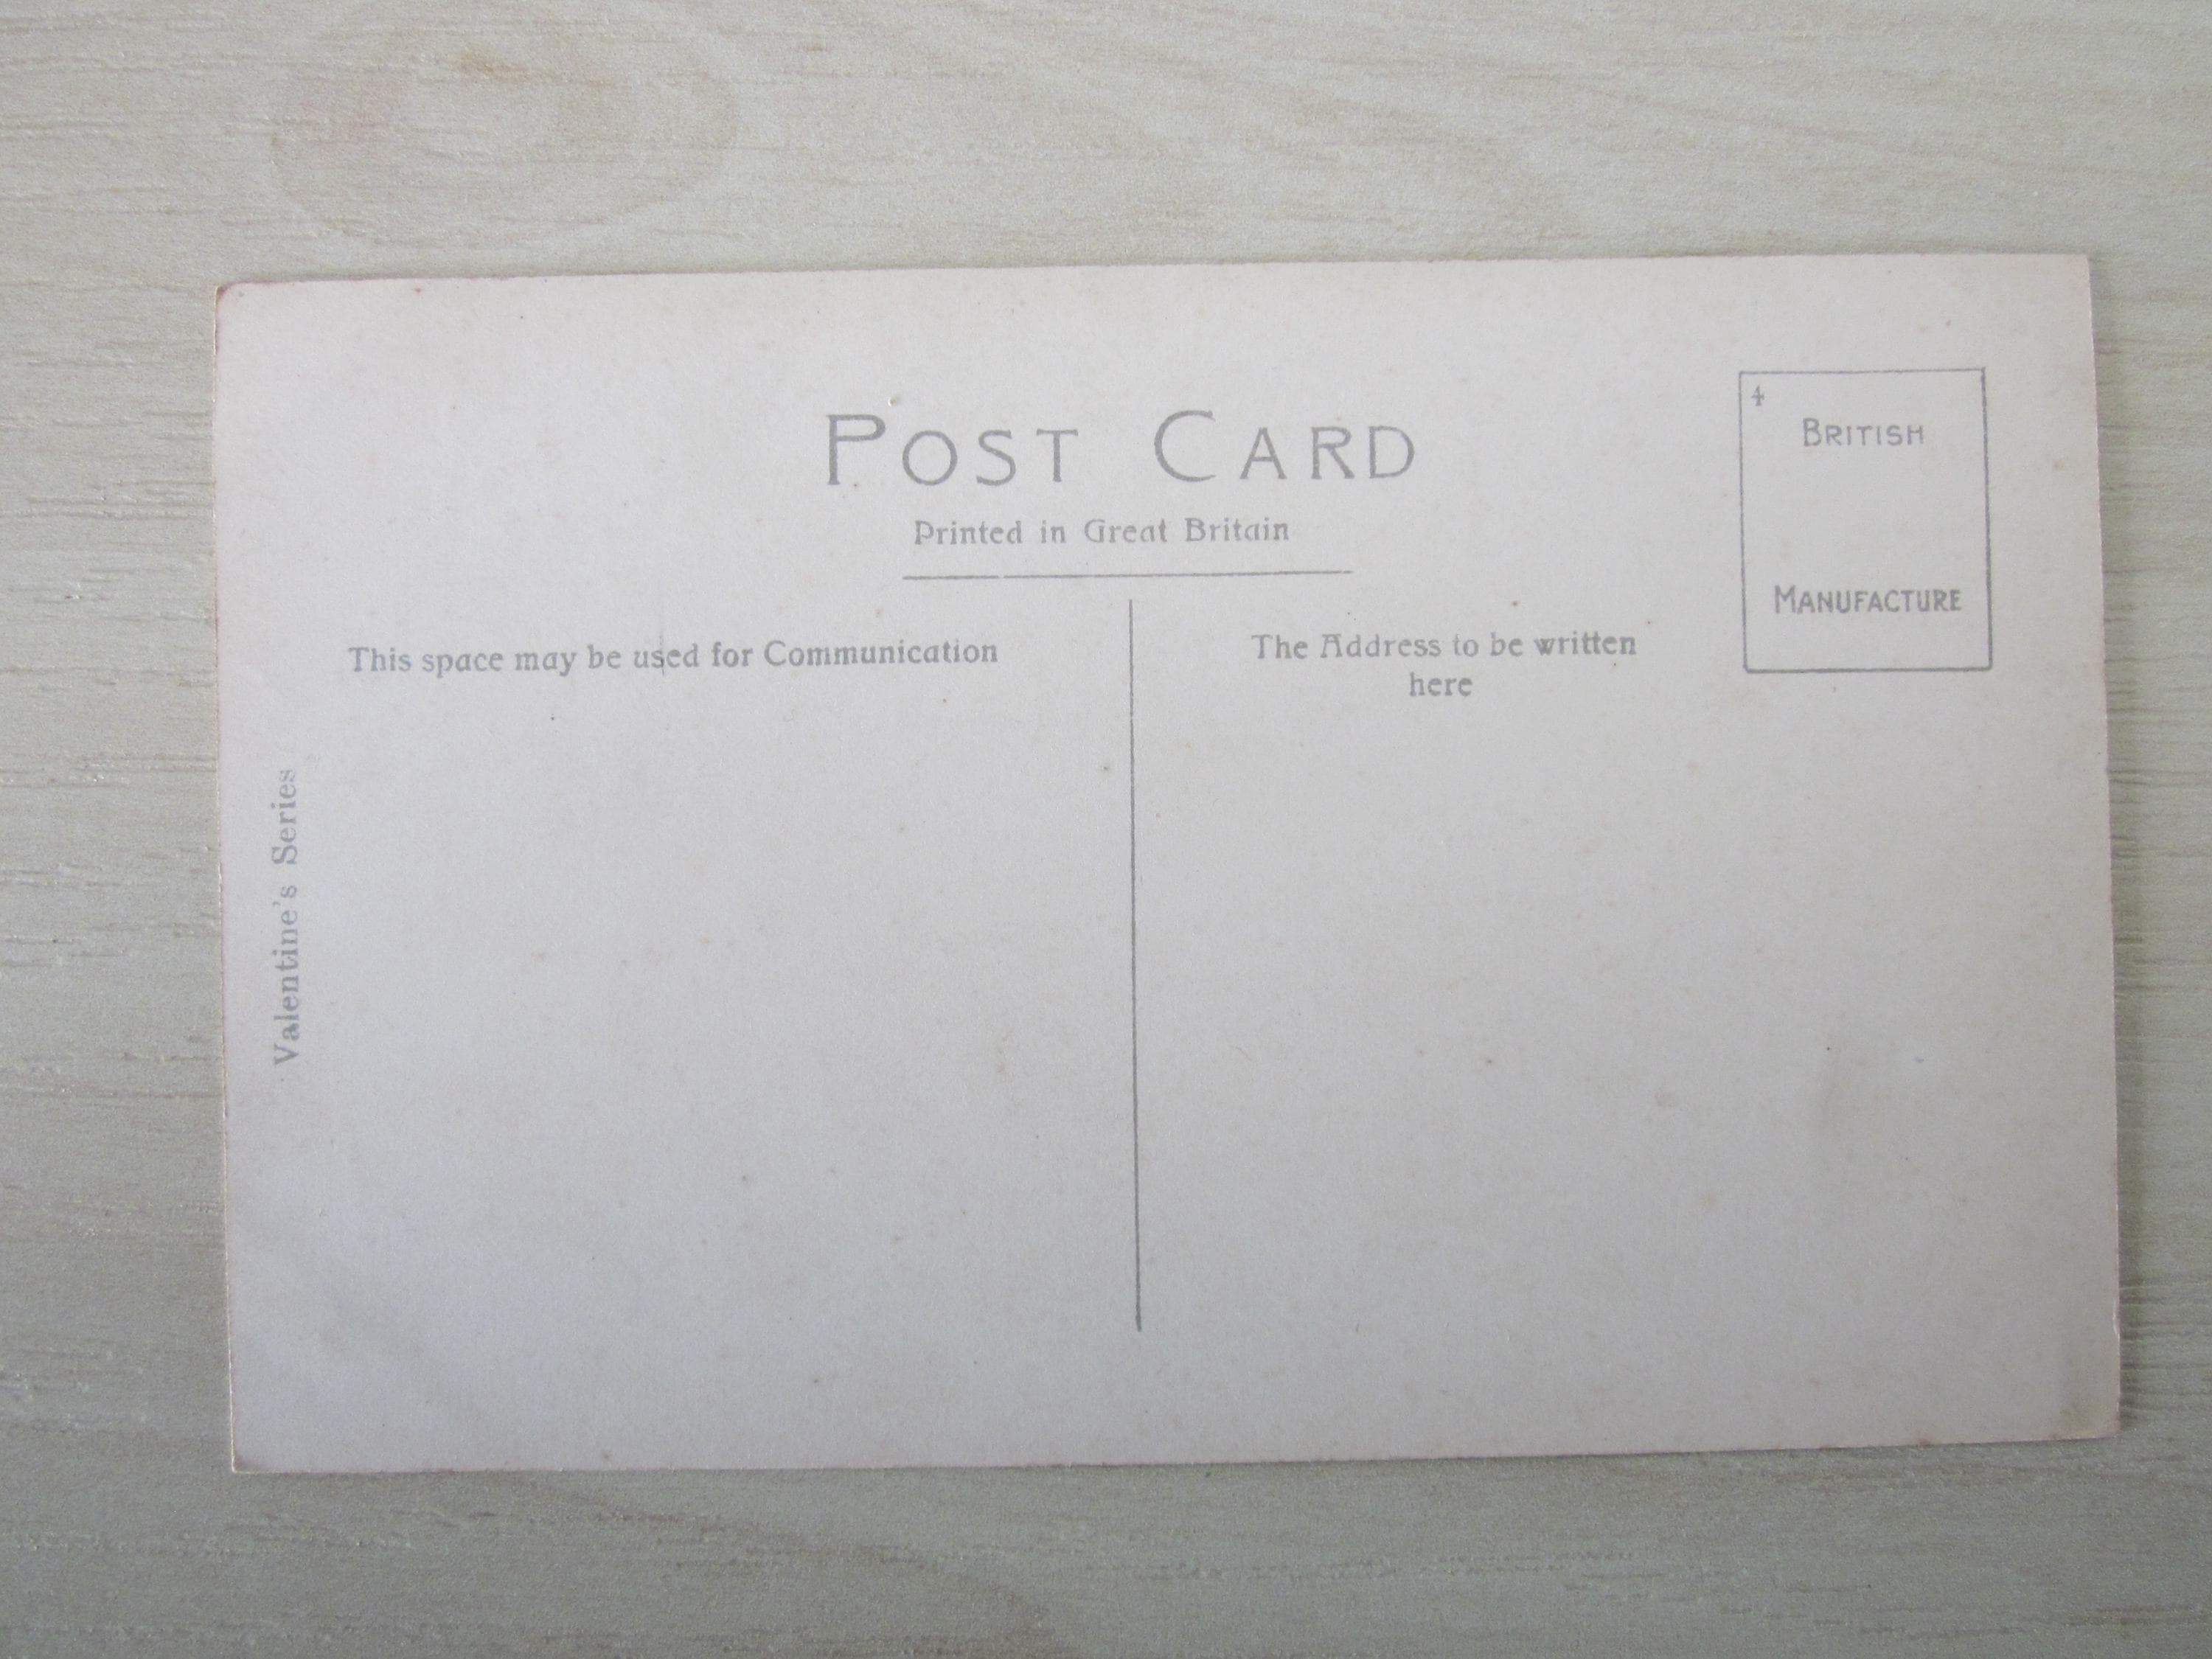 POST CARD
Printed in Great Britain
4
BRITISH
MANUFACTURE
This space may be used for Communication
The Address to be written
here
Valentine's Series